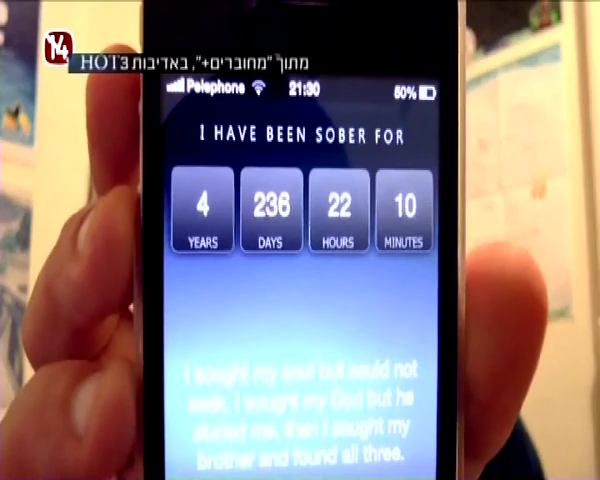 14
מתוך "מחוברים+", באדיבות HOT3
Pelephone 21:30 50%
I HAVE BEEN SOBER FOR
4 236 22 10
YEARS DAYS HOURS MINUTES
I sought my soul but could not
seek, I sought my God but he
eluded me, then I sought my
brother and found all three.